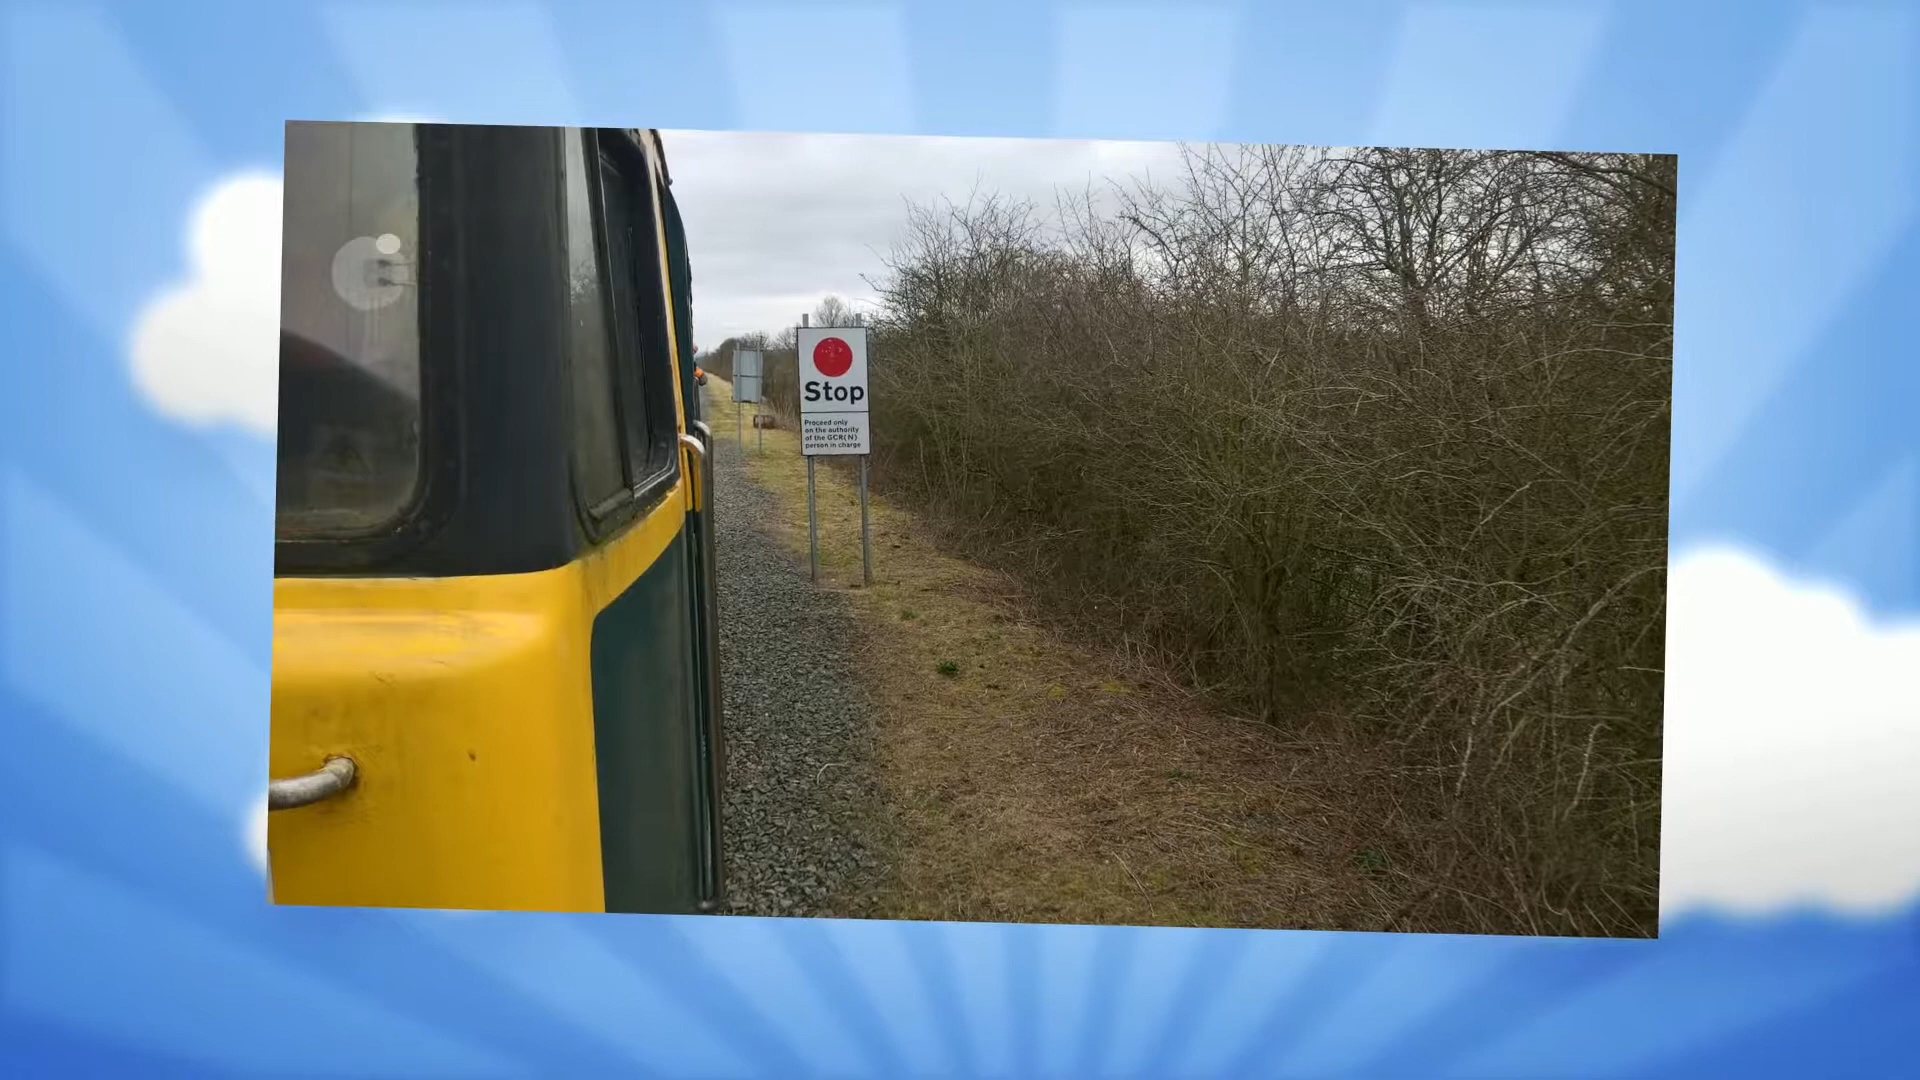 Stop
Proceed only
on the authority
of the GCR(N)
person in charge